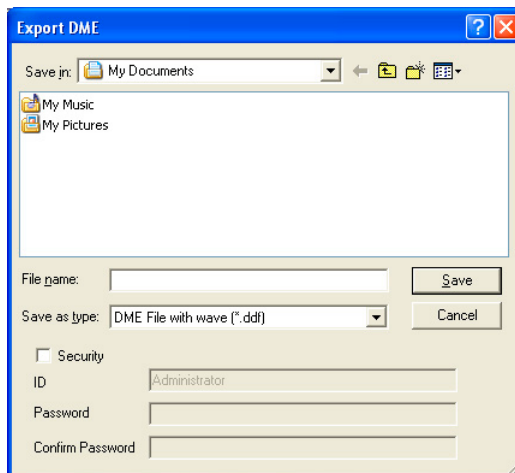 Export DME
Save in: My Documents
My Music
My Pictures
File name: Save
Save as type: DME File with wave (*.ddf) Cancel
Security
ID Administrator
Password
Confirm Password